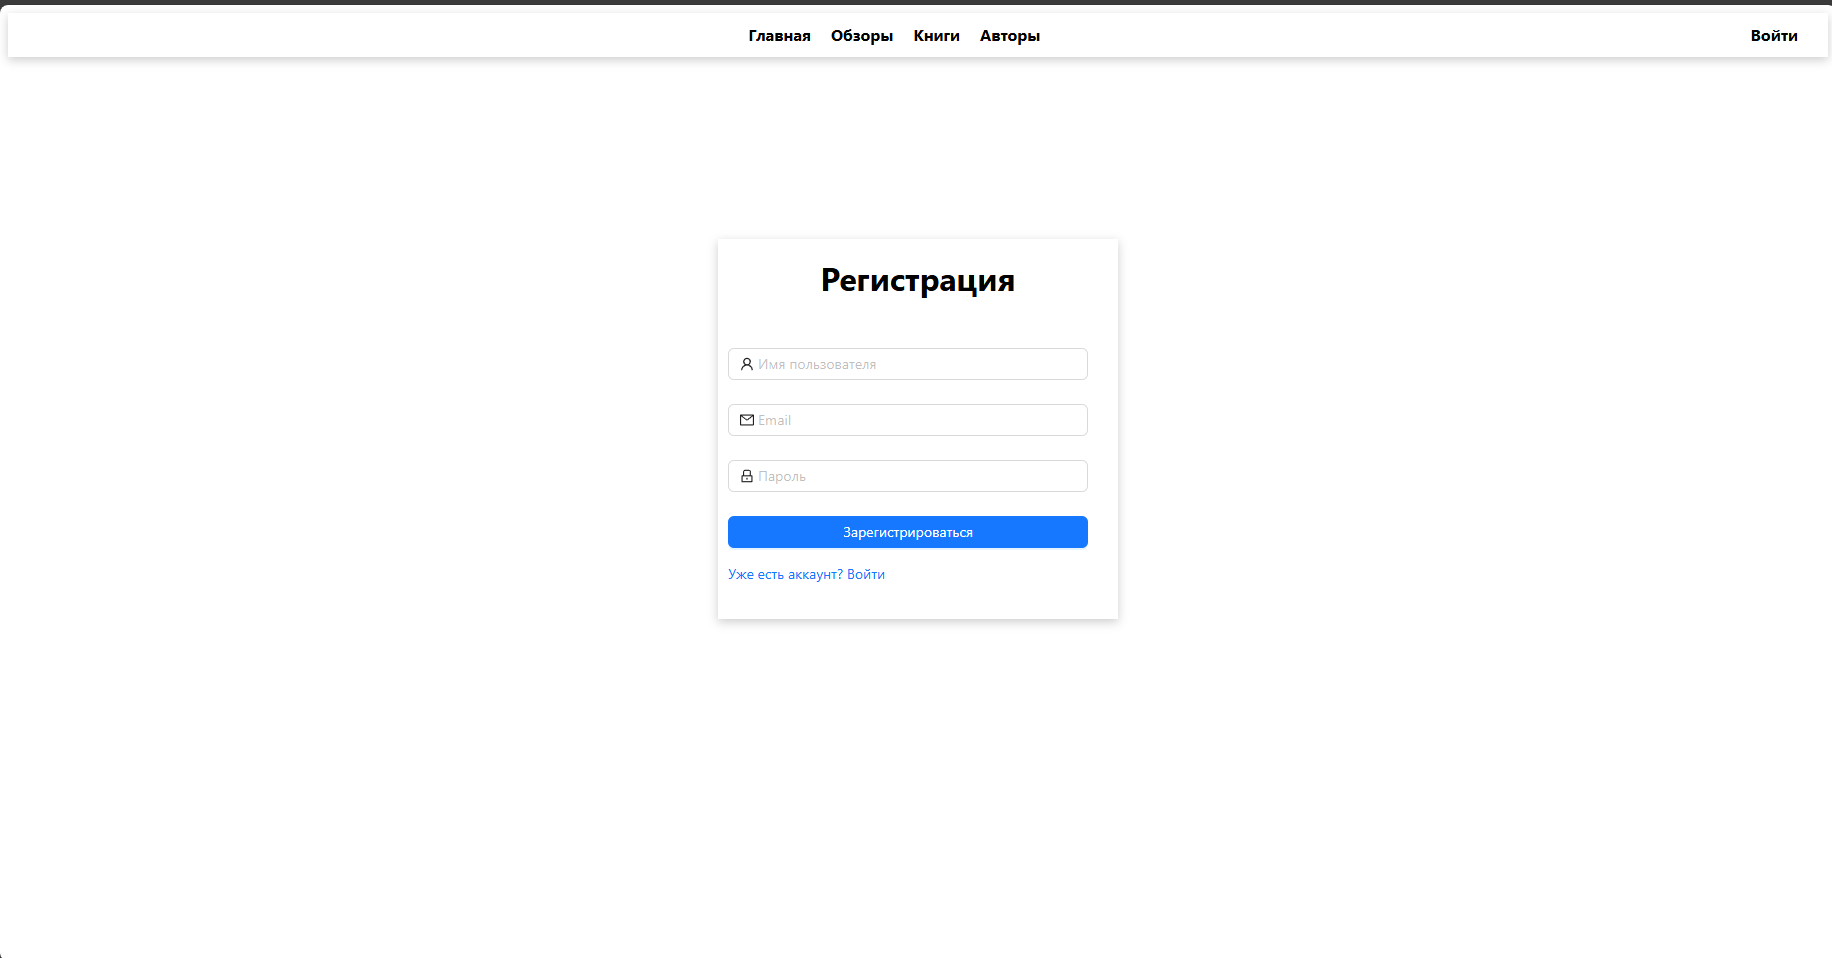 Главная Обзоры Книги Авторы Войти
Регистрация
Имя пользователя
Email
Пароль
Зарегистрироваться
Уже есть аккаунт? Войти